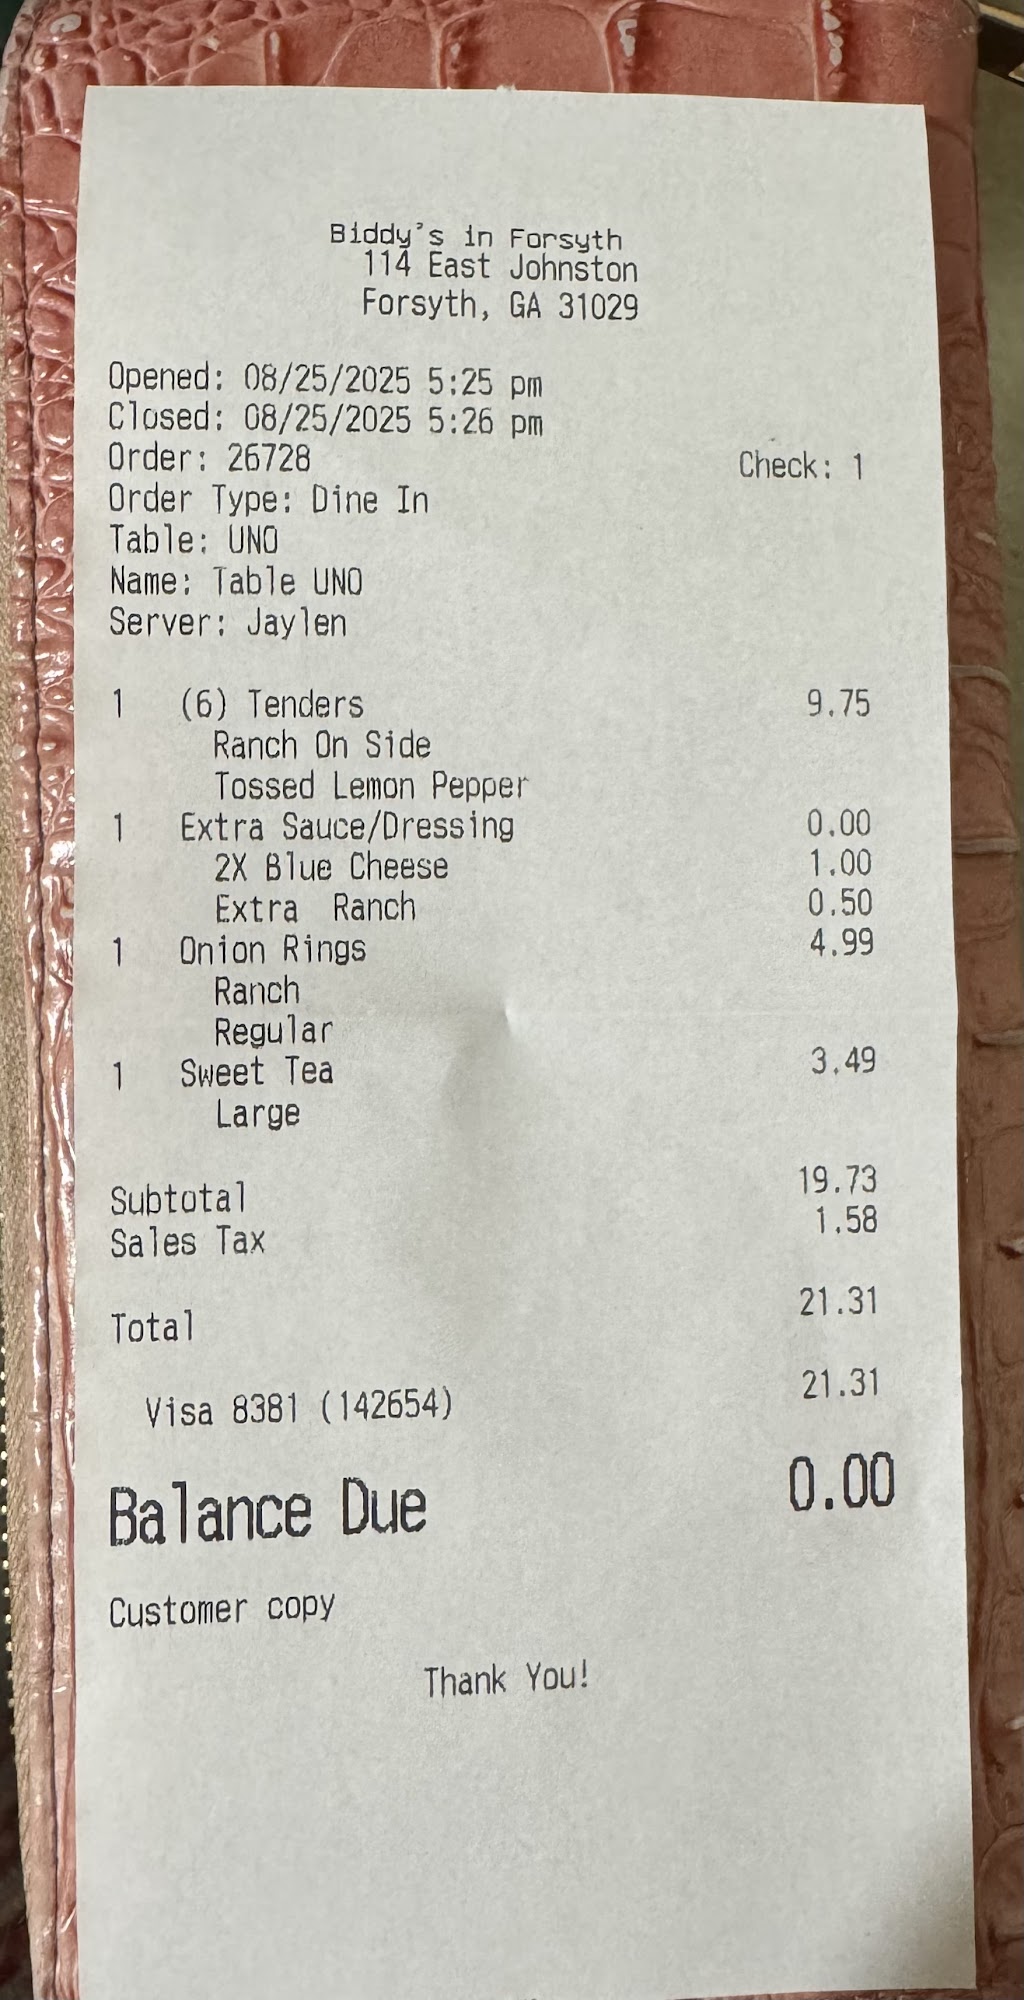 Biddy's in Forsyth
114 East Johnston
Forsyth, GA 31029
Opened: 08/25/2025 5:25 pm
Closed: 08/25/2025 5:26 pm
Order: 26728 Check: 1
Order Type: Dine In
Table: UNO
Name: Table UNO
Server: Jaylen
1 (6) Tenders 9.75
Ranch On Side
Tossed Lemon Pepper
1 Extra Sauce/Dressing 0.00
2X Blue Cheese 1.00
Extra Ranch 0.50
1 Onion Rings 4.99
Ranch
Regular
1 Sweet Tea 3.49
Large
Subtotal 19.73
Sales Tax 1.58
Total 21.31
Visa 8381 (142654) 21.31
Balance Due 0.00
Customer copy
Thank You!